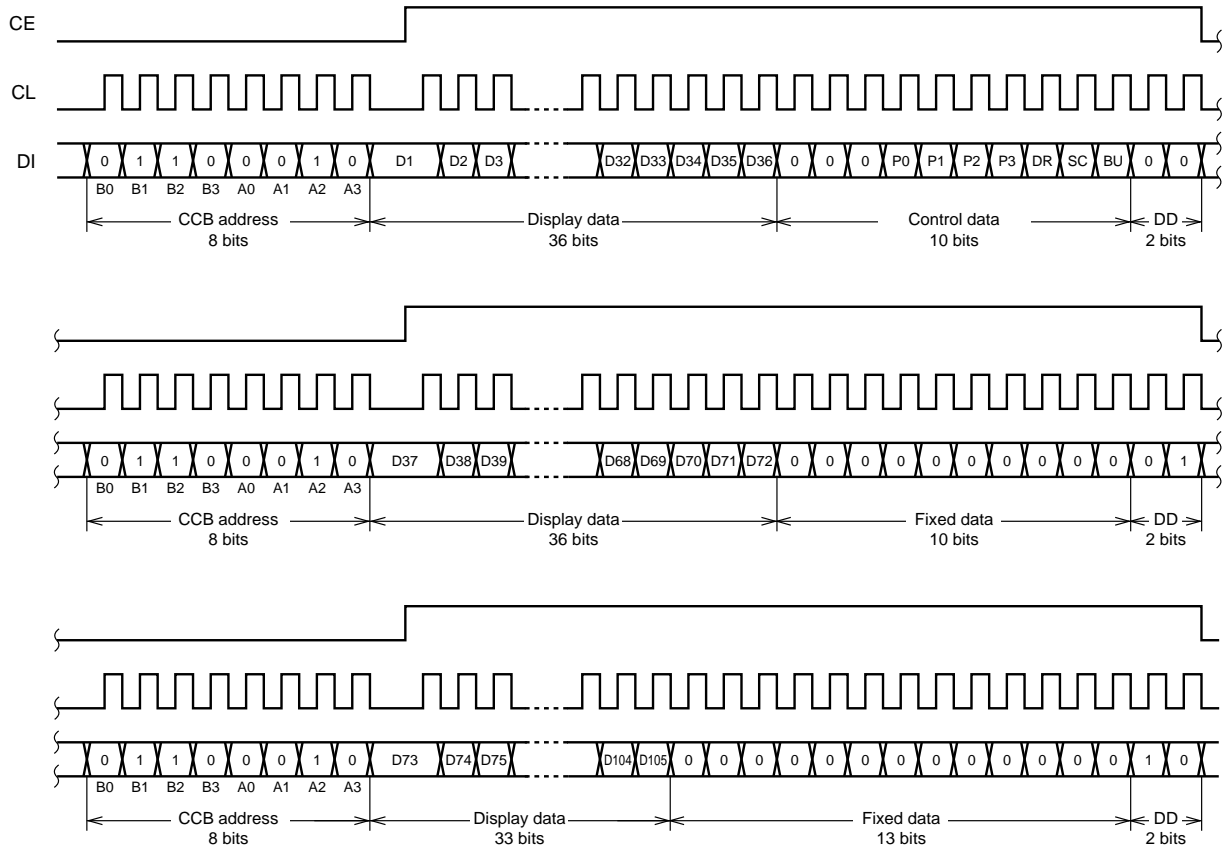 CE
CL
DI 0 1 1 0 0 0 1 0 D1 D2 D3 D32 D33 D34 D35 D36 0 0 0 P0 P1 P2 P3 DR SC BU 0 0
B0 B1 B2 B3 A0 A1 A2 A3
CCB address Display data Control data DD
8 bits 36 bits 10 bits 2 bits
0 1 1 0 0 0 1 0 D37 D38 D39 D68 D69 D70 D71 D72 0 0 0 0 0 0 0 0 0 0 0 1
B0 B1 B2 B3 A0 A1 A2 A3
CCB address Display data Fixed data DD
8 bits 36 bits 10 bits 2 bits
0 1 1 0 0 0 1 0 D73 D74 D75 D104 D105 0 0 0 0 0 0 0 0 0 0 0 0 0 1 0
B0 B1 B2 B3 A0 A1 A2 A3
CCB address Display data Fixed data DD
8 bits 33 bits 13 bits 2 bits